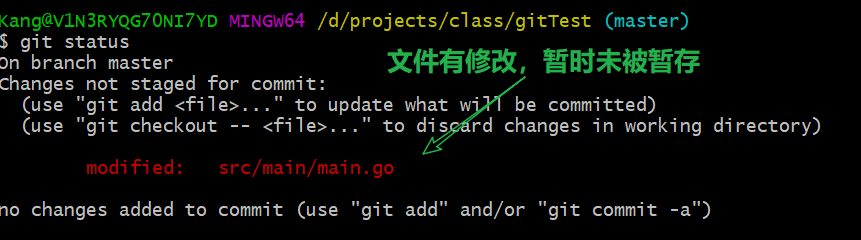 Kang@V1N3RYQG70NI7YD MINGW64 /d/projects/class/gitTest (master)
$ git status
On branch master
文件有修改，暂时未被暂存
Changes not staged for commit:
  (use "git add <file>..." to update what will be committed)
  (use "git checkout -- <file>..." to discard changes in working directory)
        modified:   src/main/main.go
no changes added to commit (use "git add" and/or "git commit -a")